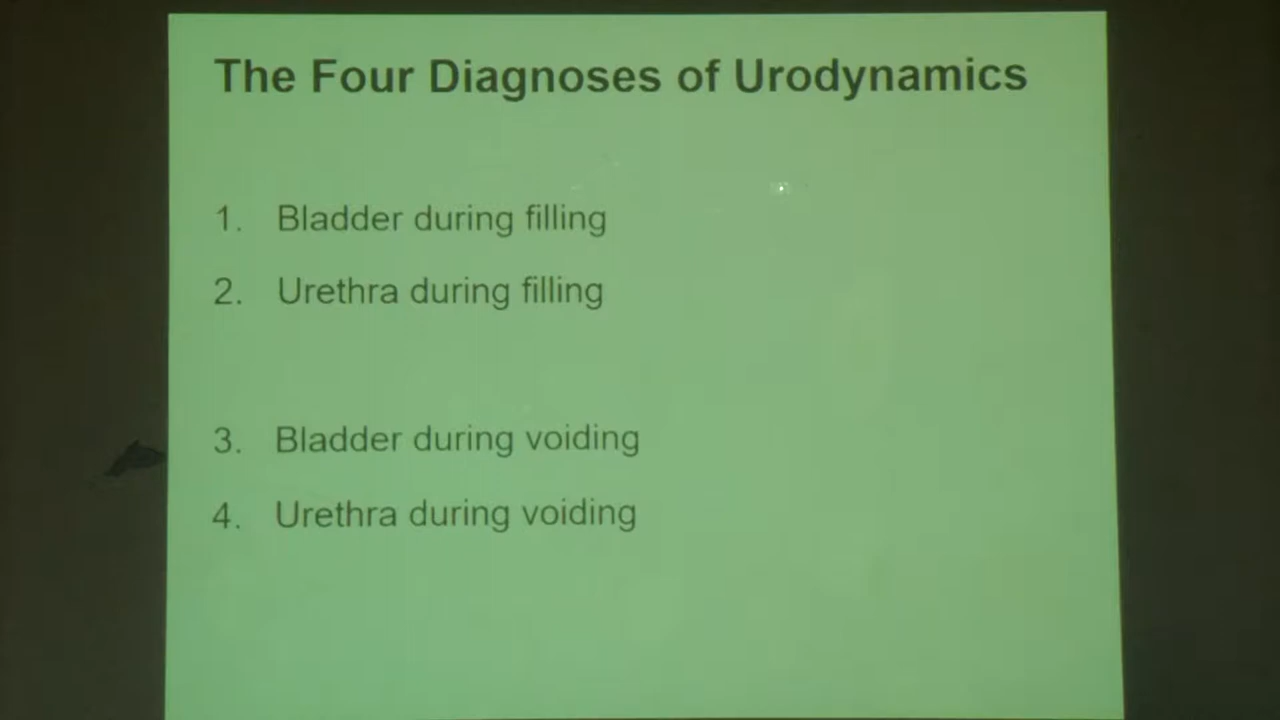 The Four Diagnoses of Urodynamics
1. Bladder during filling
2. Urethra during filling
3. Bladder during voiding
4. Urethra during voiding